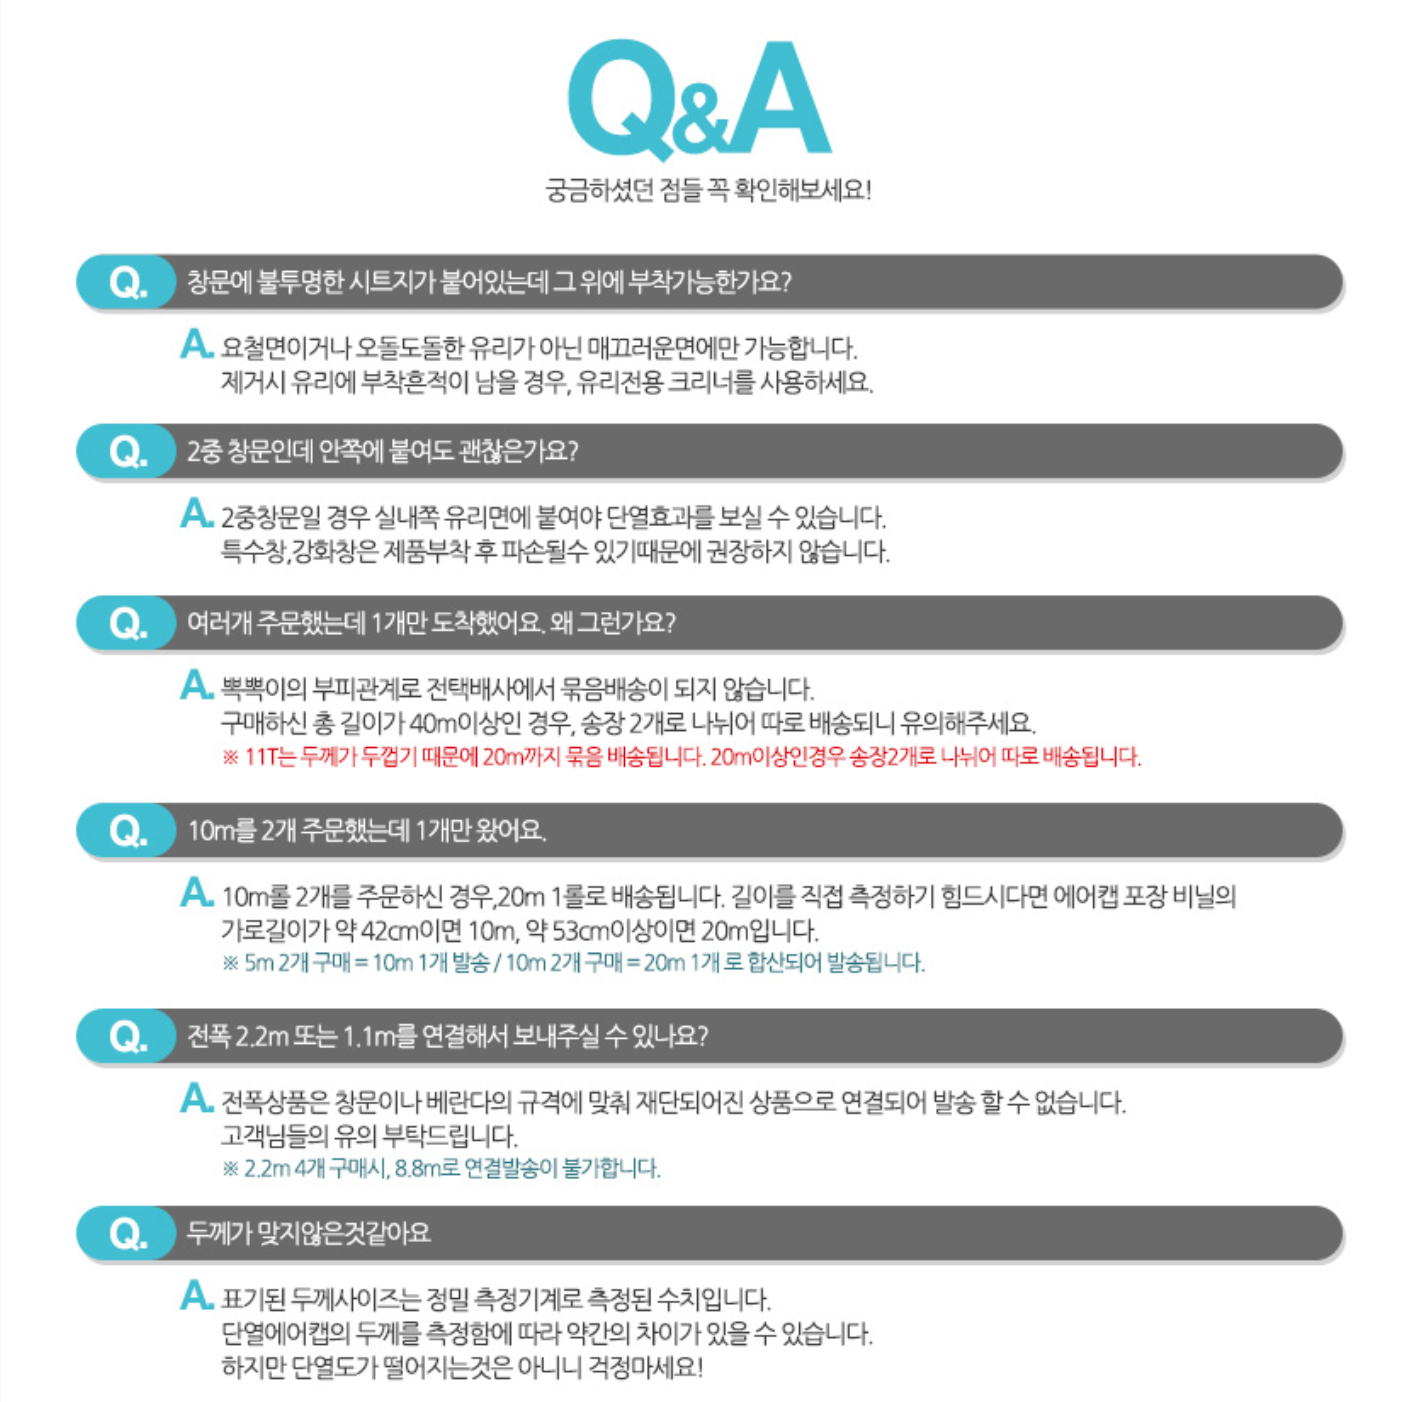 Q&A
궁금하셨던 점들 꼭 확인해보세요!
Q. 창문에 불투명한 시트지가 붙어있는데 그 위에 부착가능한가요?
A. 요철면이거나 오돌도돌한 유리가 아닌 매끄러운면에만 가능합니다.
제거시 유리에 부착흔적이 남을 경우, 유리전용 크리너를 사용하세요.
Q. 2중 창문인데 안쪽에 붙여도 괜찮은가요?
A. 2중창문일 경우 실내쪽 유리면에 붙여야 단열효과를 보실 수 있습니다.
특수창,강화창은 제품부착 후 파손될수 있기때문에 권장하지 않습니다.
Q. 여러개 주문했는데 1개만 도착했어요. 왜 그런가요?
A. 뽁뽁이의 부피관계로 전택배사에서 묶음배송이 되지 않습니다.
구매하신 총 길이가 40m이상인 경우, 송장 2개로 나뉘어 따로 배송되니 유의해주세요.
※ 11T는 두께가 두껍기 때문에 20m까지 묶음 배송됩니다. 20m이상인경우 송장2개로 나뉘어 따로 배송됩니다.
Q. 10m를 2개 주문했는데 1개만 왔어요.
A. 10m롤 2개를 주문하신 경우,20m 1롤로 배송됩니다. 길이를 직접 측정하기 힘드시다면 에어캡 포장 비닐의
가로길이가 약 42cm이면 10m, 약 53cm이상이면 20m입니다.
※ 5m 2개 구매 = 10m 1개 발송 / 10m 2개 구매 = 20m 1개 로 합산되어 발송됩니다.
Q. 전폭 2.2m 또는 1.1m를 연결해서 보내주실 수 있나요?
A. 전폭상품은 창문이나 베란다의 규격에 맞춰 재단되어진 상품으로 연결되어 발송 할 수 없습니다.
고객님들의 유의 부탁드립니다.
※ 2.2m 4개 구매시, 8.8m로 연결발송이 불가합니다.
Q. 두께가 맞지않은것같아요
A. 표기된 두께사이즈는 정밀 측정기계로 측정된 수치입니다.
단열에어캡의 두께를 측정함에 따라 약간의 차이가 있을 수 있습니다.
하지만 단열도가 떨어지는것은 아니니 걱정마세요!